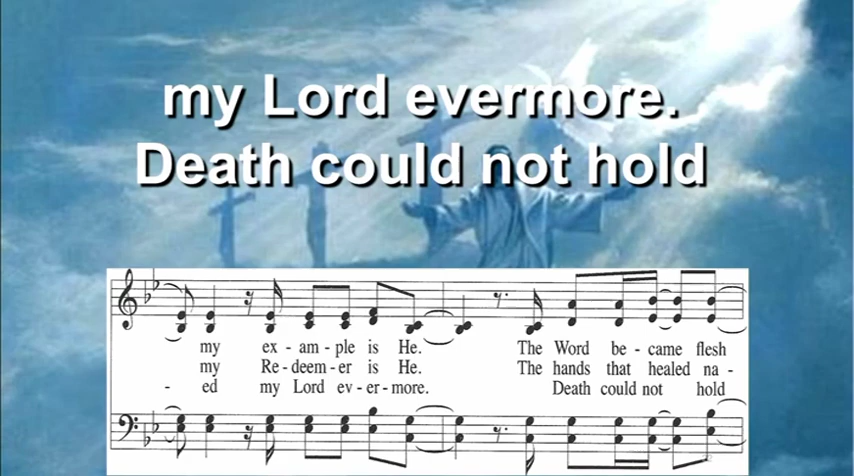 my Lord evermore.
Death could not hold
my ex - am - ple is He. The Word be - came flesh
my Re - deem - er is He. The hands that healed na -
- ed my Lord ev - er - more. Death could not hold